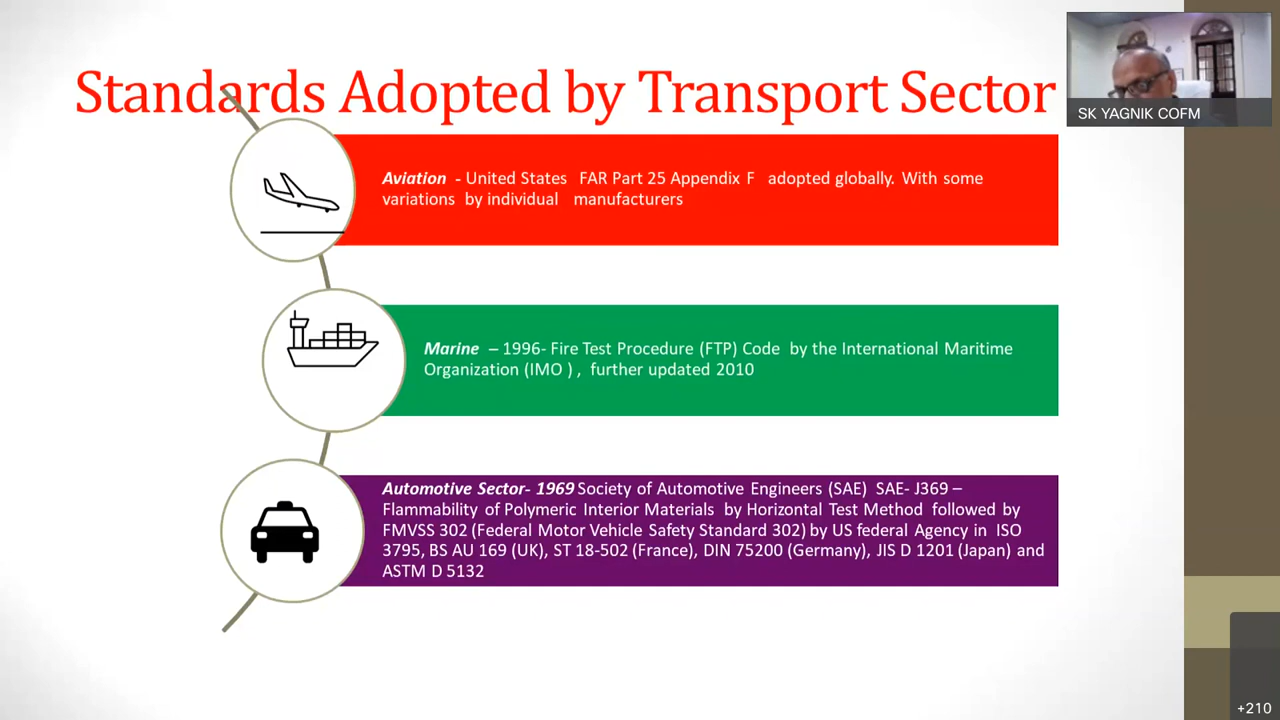 Standards Adopted by Transport Sector
SK YAGNIK COFM
Aviation - United States FAR Part 25 Appendix F adopted globally. With some
variations by individual manufacturers
Marine – 1996- Fire Test Procedure (FTP) Code by the International Maritime
Organization (IMO ) , further updated 2010
Automotive Sector- 1969 Society of Automotive Engineers (SAE) SAE- J369 –
Flammability of Polymeric Interior Materials by Horizontal Test Method followed by
FMVSS 302 (Federal Motor Vehicle Safety Standard 302) by US federal Agency in ISO
3795, BS AU 169 (UK), ST 18-502 (France), DIN 75200 (Germany), JIS D 1201 (Japan) and
ASTM D 5132
+210